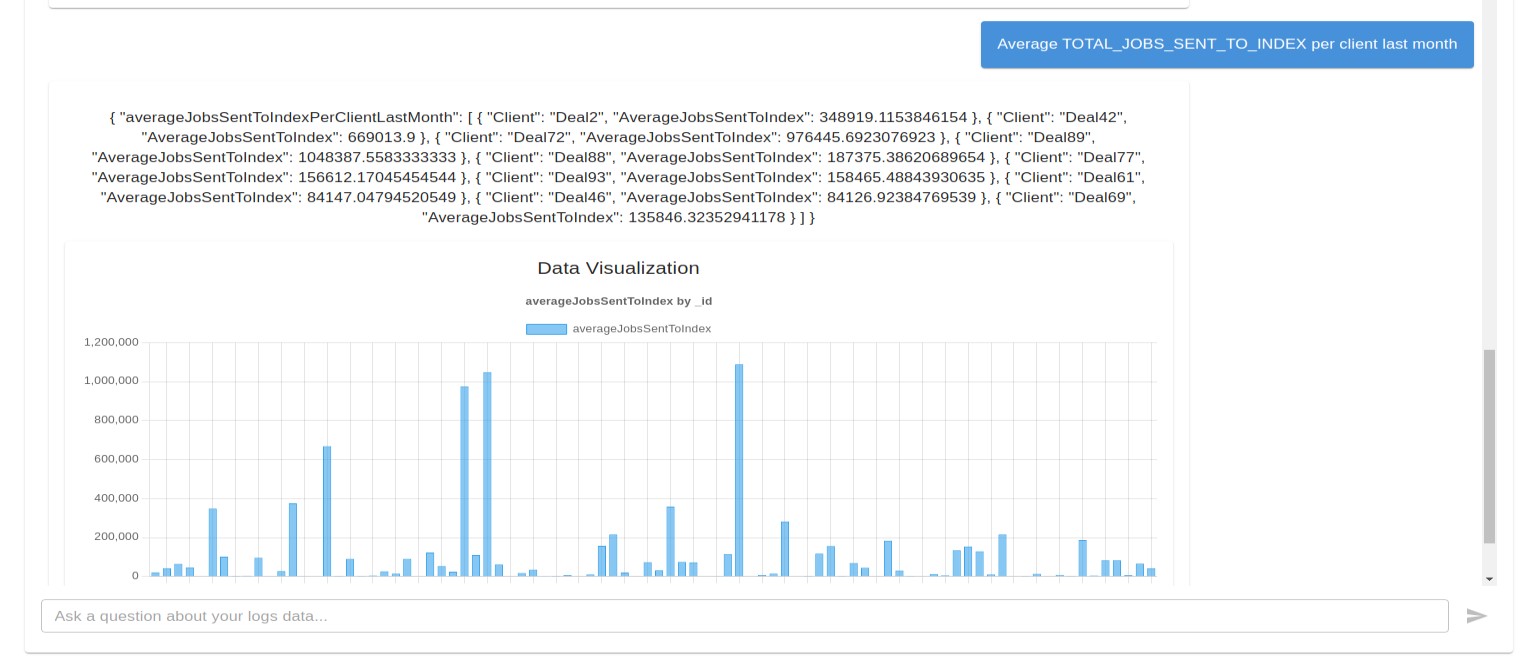 Average TOTAL_JOBS_SENT_TO_INDEX per client last month
{ "averageJobsSentToIndexPerClientLastMonth": [ { "Client": "Deal2", "AverageJobsSentToIndex": 348919.1153846154 }, { "Client": "Deal42",
"AverageJobsSentToIndex": 669013.9 }, { "Client": "Deal72", "AverageJobsSentToIndex": 976445.6923076923 }, { "Client": "Deal89",
"AverageJobsSentToIndex": 1048387.5583333333 }, { "Client": "Deal88", "AverageJobsSentToIndex": 187375.38620689654 }, { "Client": "Deal77",
"AverageJobsSentToIndex": 156612.17045454544 }, { "Client": "Deal93", "AverageJobsSentToIndex": 158465.48843930635 }, { "Client": "Deal61",
"AverageJobsSentToIndex": 84147.04794520549 }, { "Client": "Deal46", "AverageJobsSentToIndex": 84126.92384769539 }, { "Client": "Deal69",
"AverageJobsSentToIndex": 135846.32352941178 } ] }
Data Visualization
averageJobsSentToIndex by _id
averageJobsSentToIndex
1,200,000
1,000,000
800,000
600,000
400,000
200,000
0
Ask a question about your logs data...